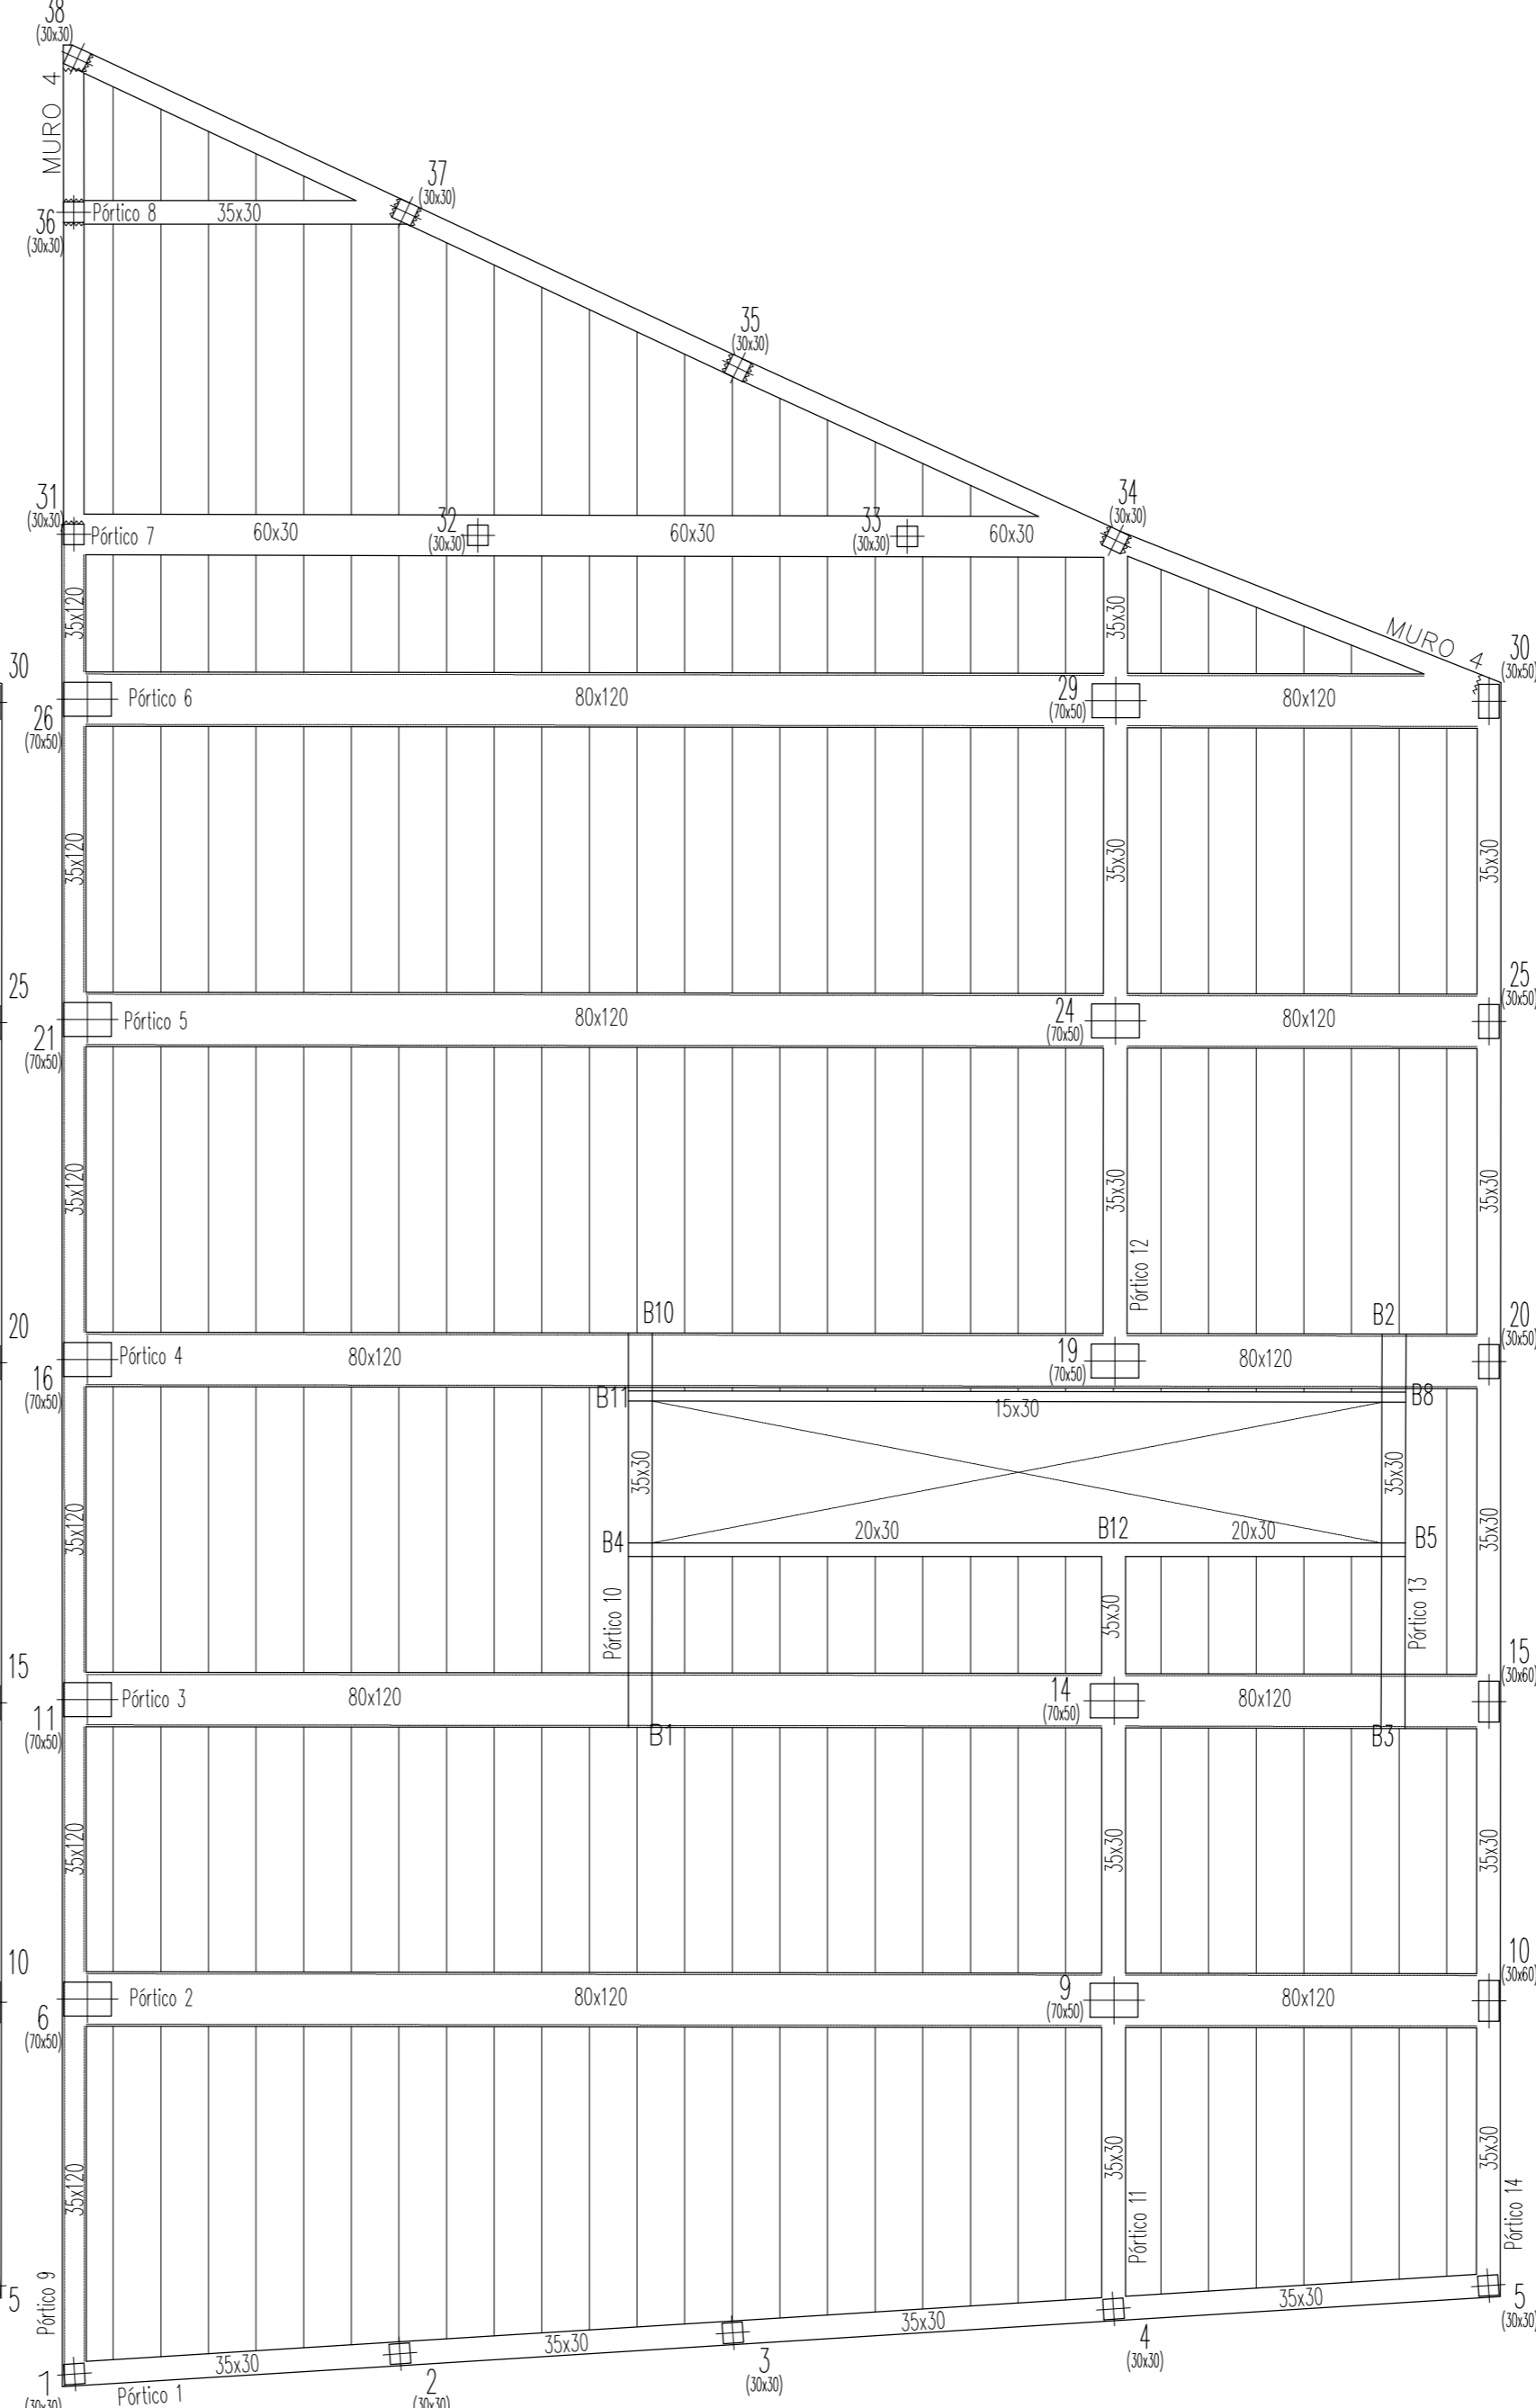 38
(30x30)
MURO 4
37
(30x30)
36
(30x30)
Pórtico 8
35x30
35
(30x30)
34
(30x30)
31
(30x30)
Pórtico 7
60x30
32
(30x30)
60x30
33
(30x30)
60x30
35x120
35x30
MURO 4
30
30
(30x50)
Pórtico 6
80x120
29
(70x50)
80x120
26
(70x50)
35x120
35x30
35x30
25
25
(30x50)
Pórtico 5
80x120
24
(70x50)
80x120
21
(70x50)
35x120
35x30
35x30
Pórtico 12
B10
B2
20
20
(30x50)
Pórtico 4
80x120
19
(70x50)
80x120
16
(70x50)
B11
15x30
B8
35x120
35x30
35x30
35x30
B4
20x30
B12
20x30
B5
Pórtico 10
35x30
Pórtico 13
15
15
(30x60)
Pórtico 3
80x120
14
(70x50)
80x120
11
(70x50)
B1
B3
35x120
35x30
35x30
10
10
(30x60)
Pórtico 2
80x120
9
(70x50)
80x120
6
(70x50)
35x120
35x30
35x30
Pórtico 9
Pórtico 11
Pórtico 14
5
5
(30x30)
35x30
35x30
35x30
35x30
4
(30x30)
3
(30x30)
2
(30x30)
1
(30x30)
Pórtico 1